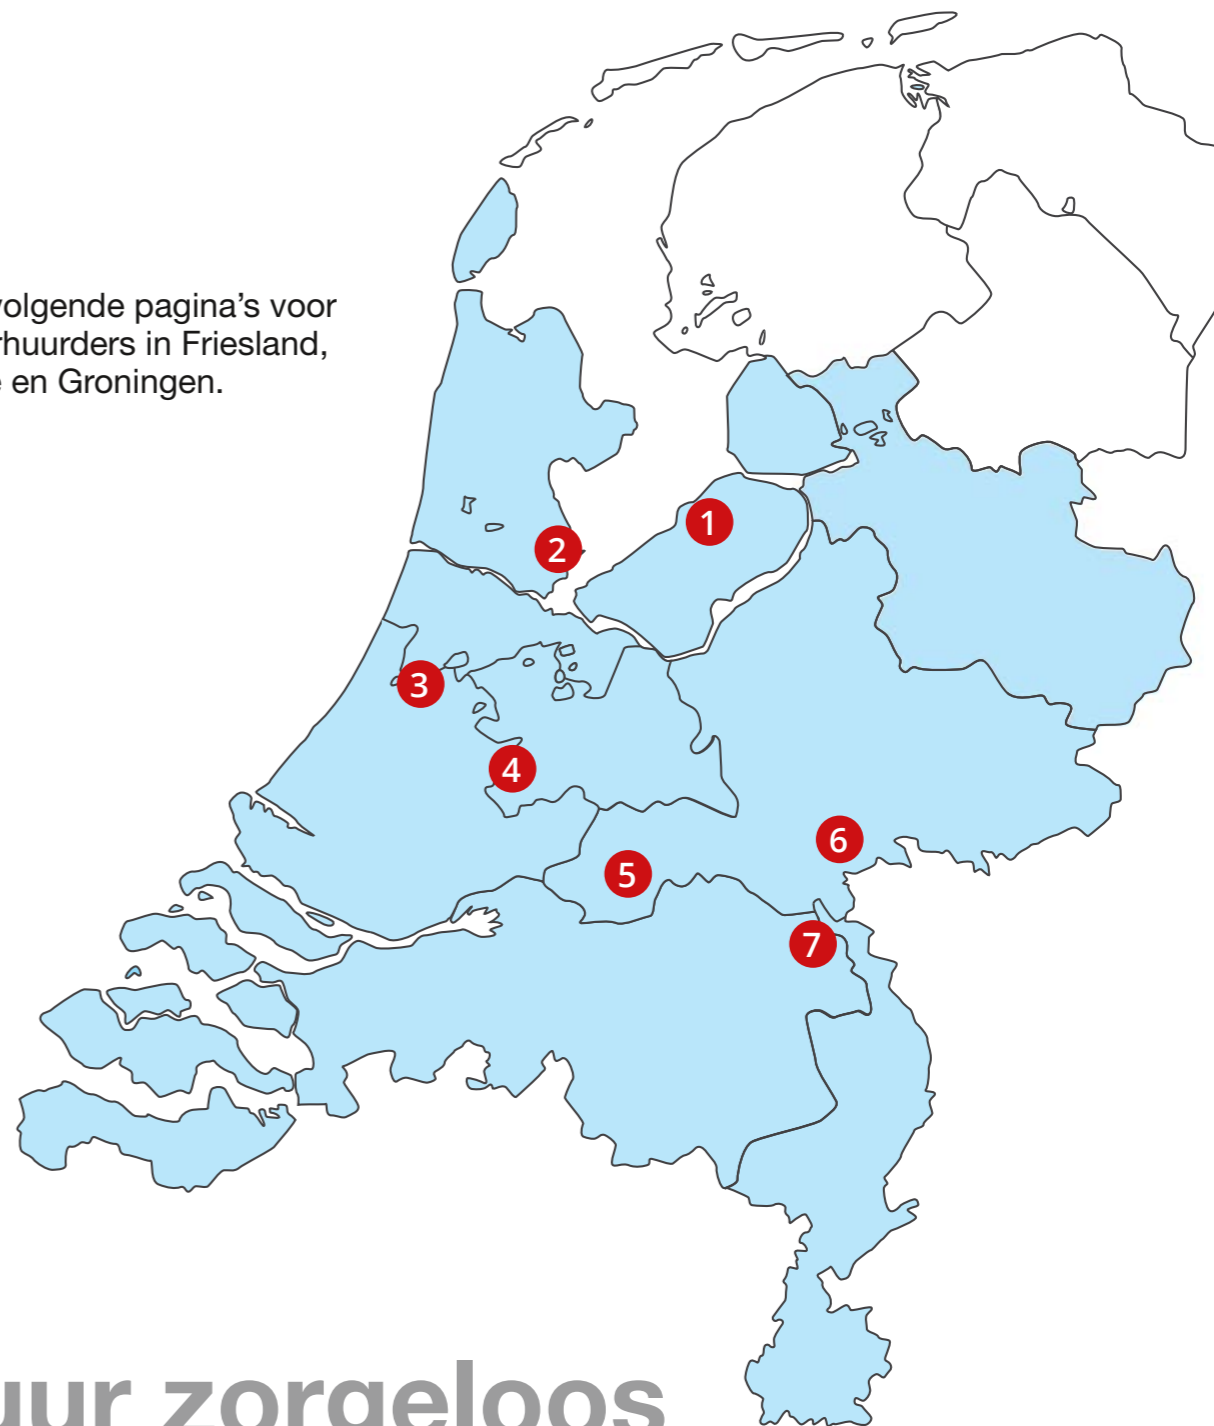 volgende pagina's voor
rhuurders in Friesland,
en Groningen.
1
2
3
4
5
6
7
uur zorgeloos